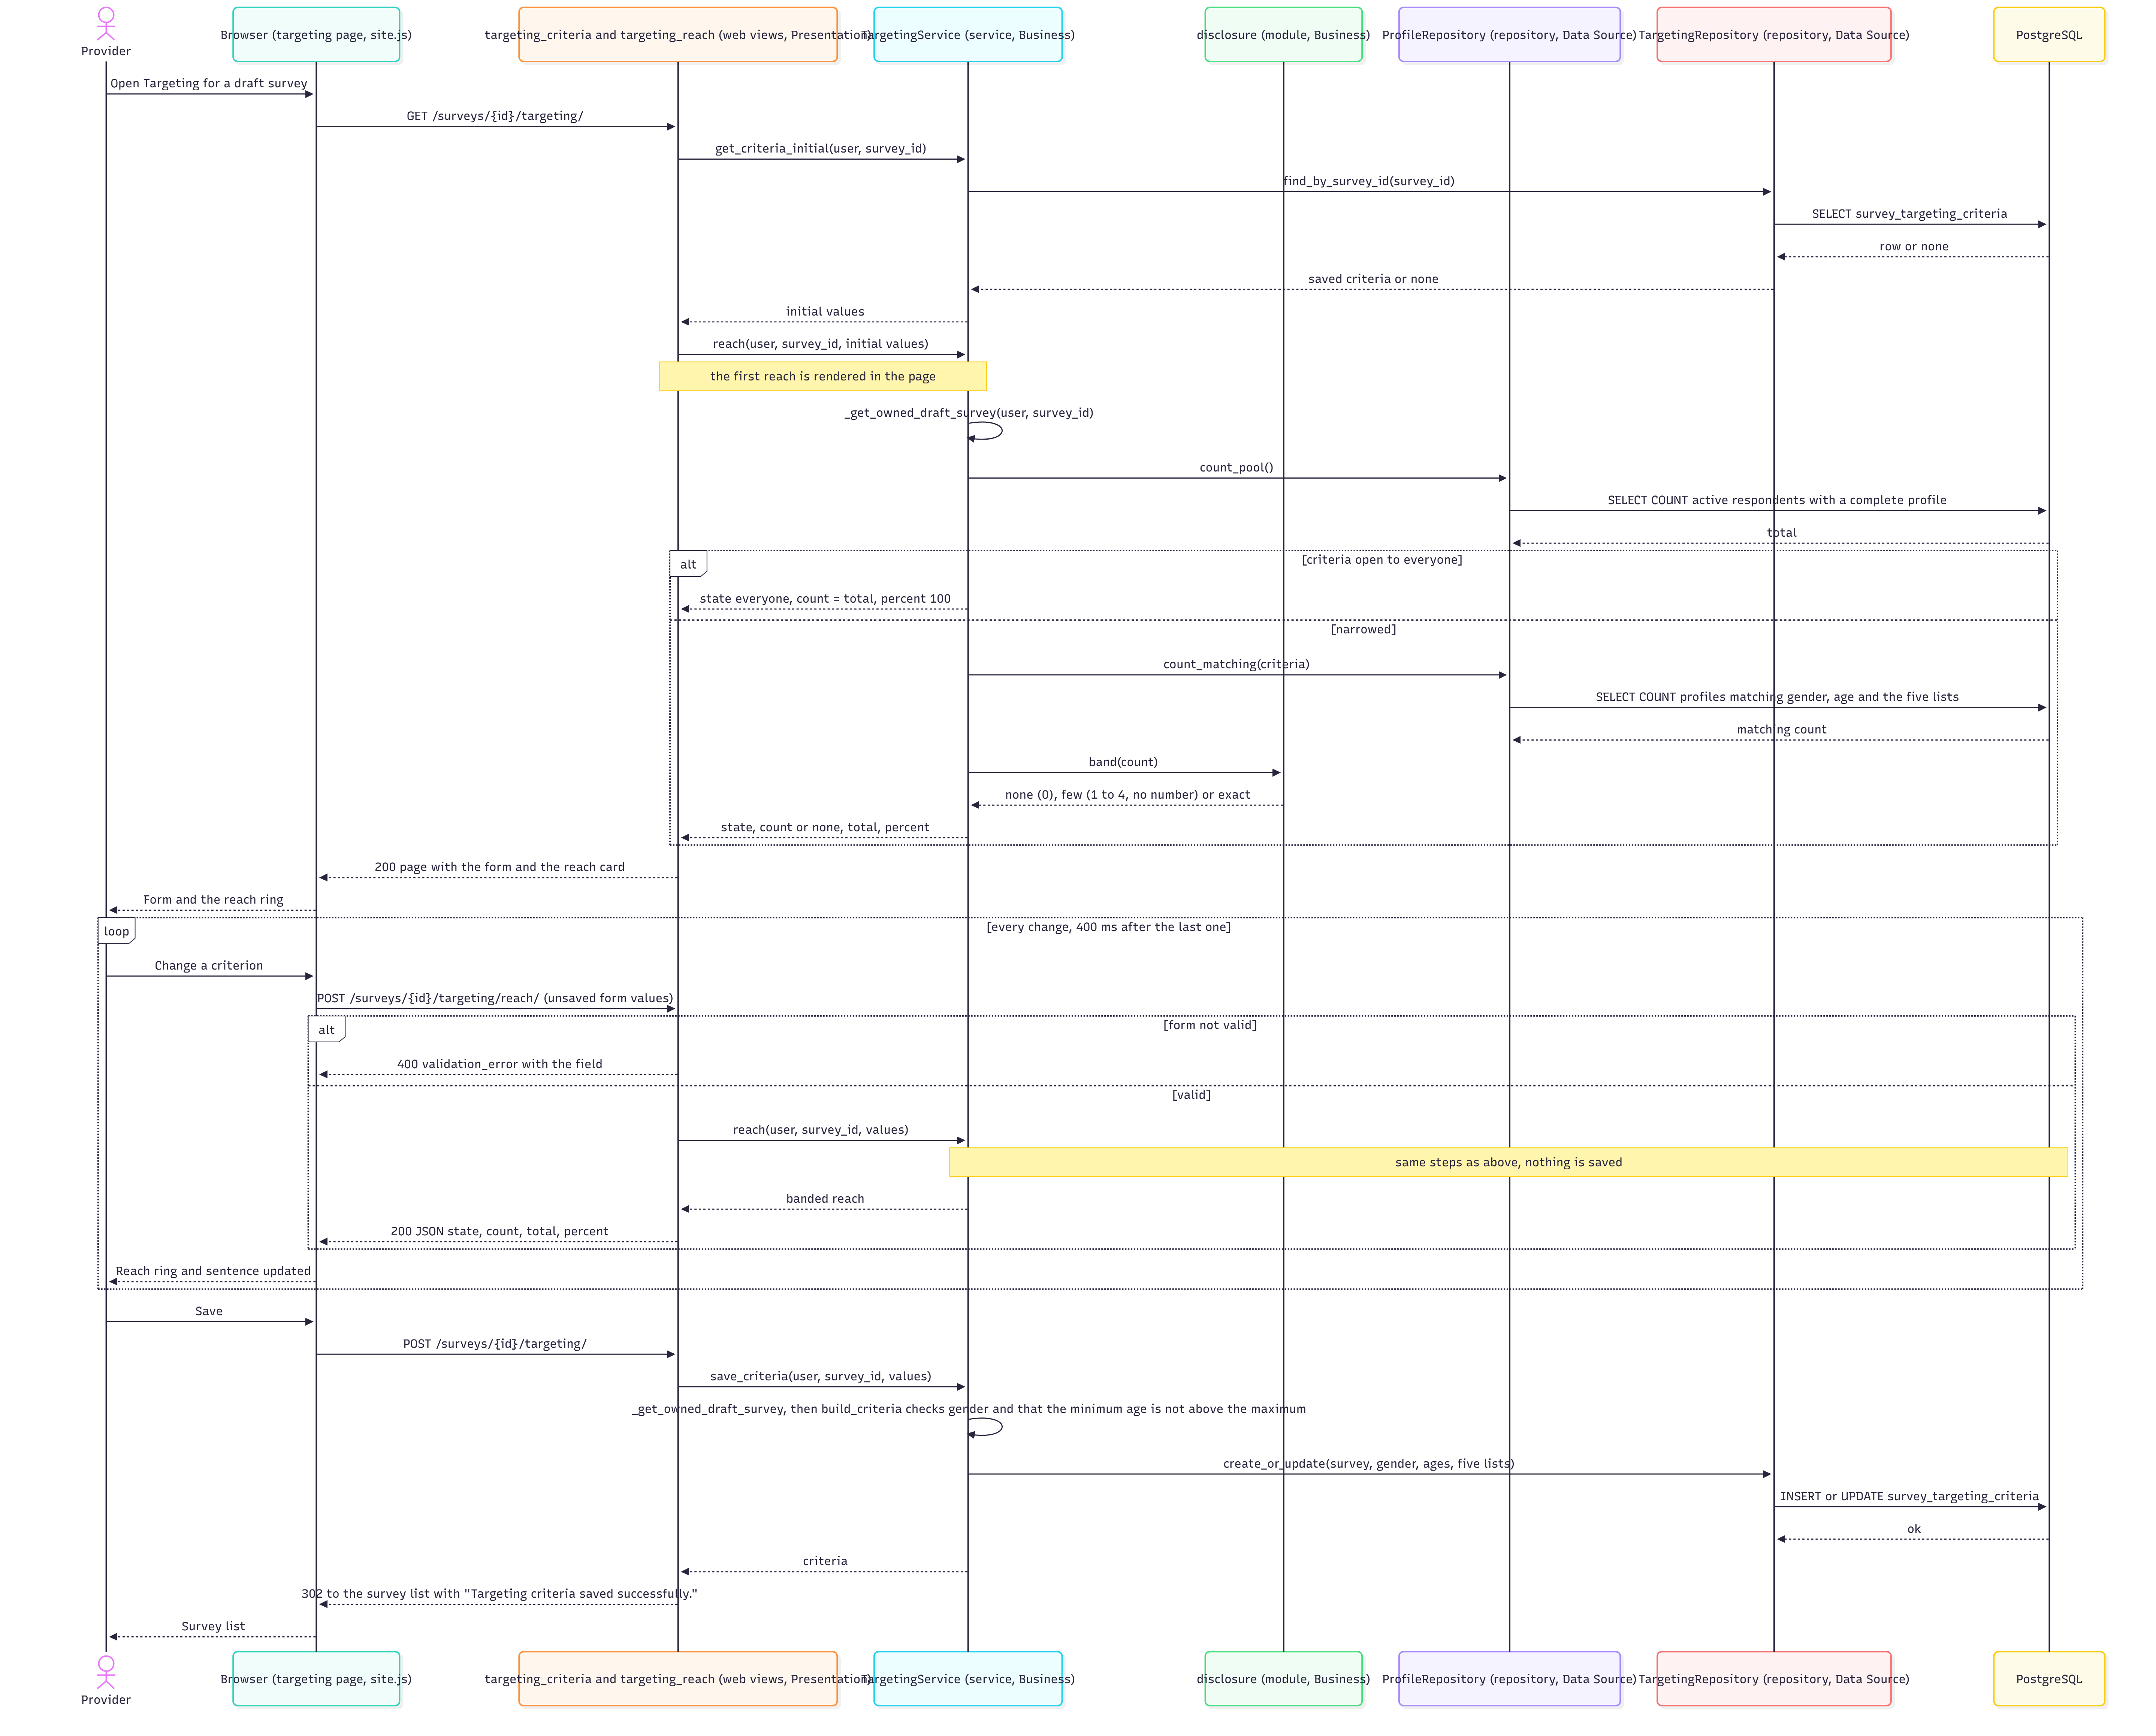 Provider
Browser (targeting page, site.js)
targeting_criteria and targeting_reach (web views, Presentation)
TargetingService (service, Business)
disclosure (module, Business)
ProfileRepository (repository, Data Source)
TargetingRepository (repository, Data Source)
PostgreSQL
Open Targeting for a draft survey
GET /surveys/{id}/targeting/
get_criteria_initial(user, survey_id)
find_by_survey_id(survey_id)
SELECT survey_targeting_criteria
row or none
saved criteria or none
initial values
reach(user, survey_id, initial values)
the first reach is rendered in the page
_get_owned_draft_survey(user, survey_id)
count_pool()
SELECT COUNT active respondents with a complete profile
total
alt
[criteria open to everyone]
state everyone, count = total, percent 100
[narrowed]
count_matching(criteria)
SELECT COUNT profiles matching gender, age and the five lists
matching count
band(count)
none (0), few (1 to 4, no number) or exact
state, count or none, total, percent
200 page with the form and the reach card
Form and the reach ring
loop
[every change, 400 ms after the last one]
Change a criterion
POST /surveys/{id}/targeting/reach/ (unsaved form values)
alt
[form not valid]
400 validation_error with the field
[valid]
reach(user, survey_id, values)
same steps as above, nothing is saved
banded reach
200 JSON state, count, total, percent
Reach ring and sentence updated
Save
POST /surveys/{id}/targeting/
save_criteria(user, survey_id, values)
_get_owned_draft_survey, then build_criteria checks gender and that the minimum age is not above the maximum
create_or_update(survey, gender, ages, five lists)
INSERT or UPDATE survey_targeting_criteria
ok
criteria
302 to the survey list with "Targeting criteria saved successfully."
Survey list
Provider
Browser (targeting page, site.js)
targeting_criteria and targeting_reach (web views, Presentation)
TargetingService (service, Business)
disclosure (module, Business)
ProfileRepository (repository, Data Source)
TargetingRepository (repository, Data Source)
PostgreSQL